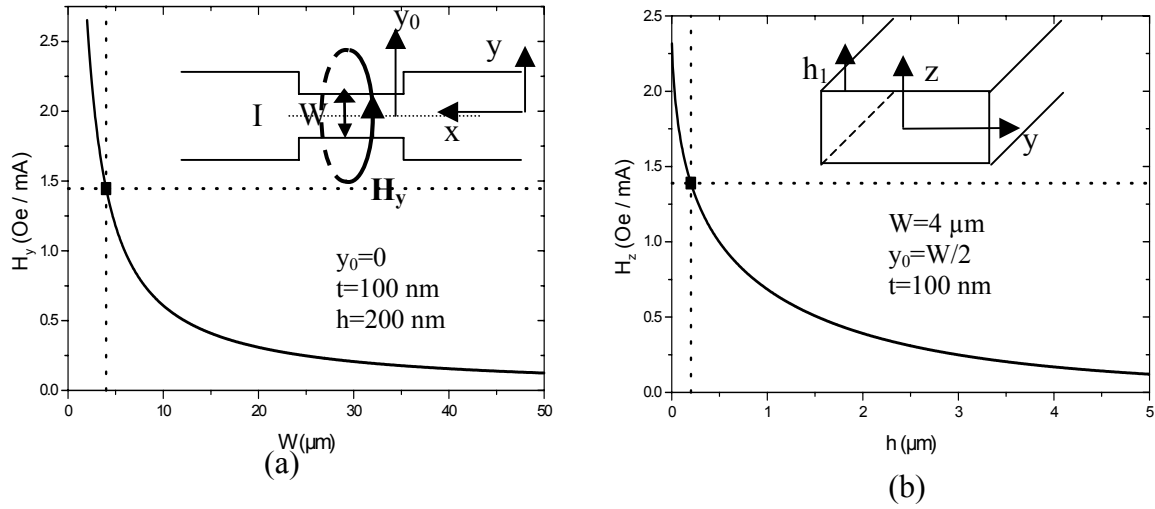 2.5
2.0
1.5
1.0
0.5
0.0
H_y (Oe / mA)
y_0
y
I
W
x
H_y
y_0=0
t=100 nm
h=200 nm
0 10 20 30 40 50
W(µm)
(a)
2.5
2.0
1.5
1.0
0.5
0.0
H_z (Oe / mA)
h_1
z
y
W=4 µm
y_0=W/2
t=100 nm
0 1 2 3 4 5
h (µm)
(b)